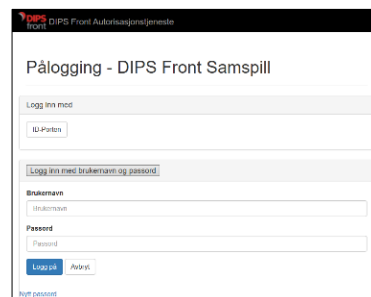 DIPS front DIPS Front Autorisasjonstjeneste
Pålogging - DIPS Front Samspill
Logg inn med
ID-Porten
Logg inn med brukernavn og passord
Brukernavn
Brukernavn
Passord
Passord
Logg på Avbryt
Nytt passord